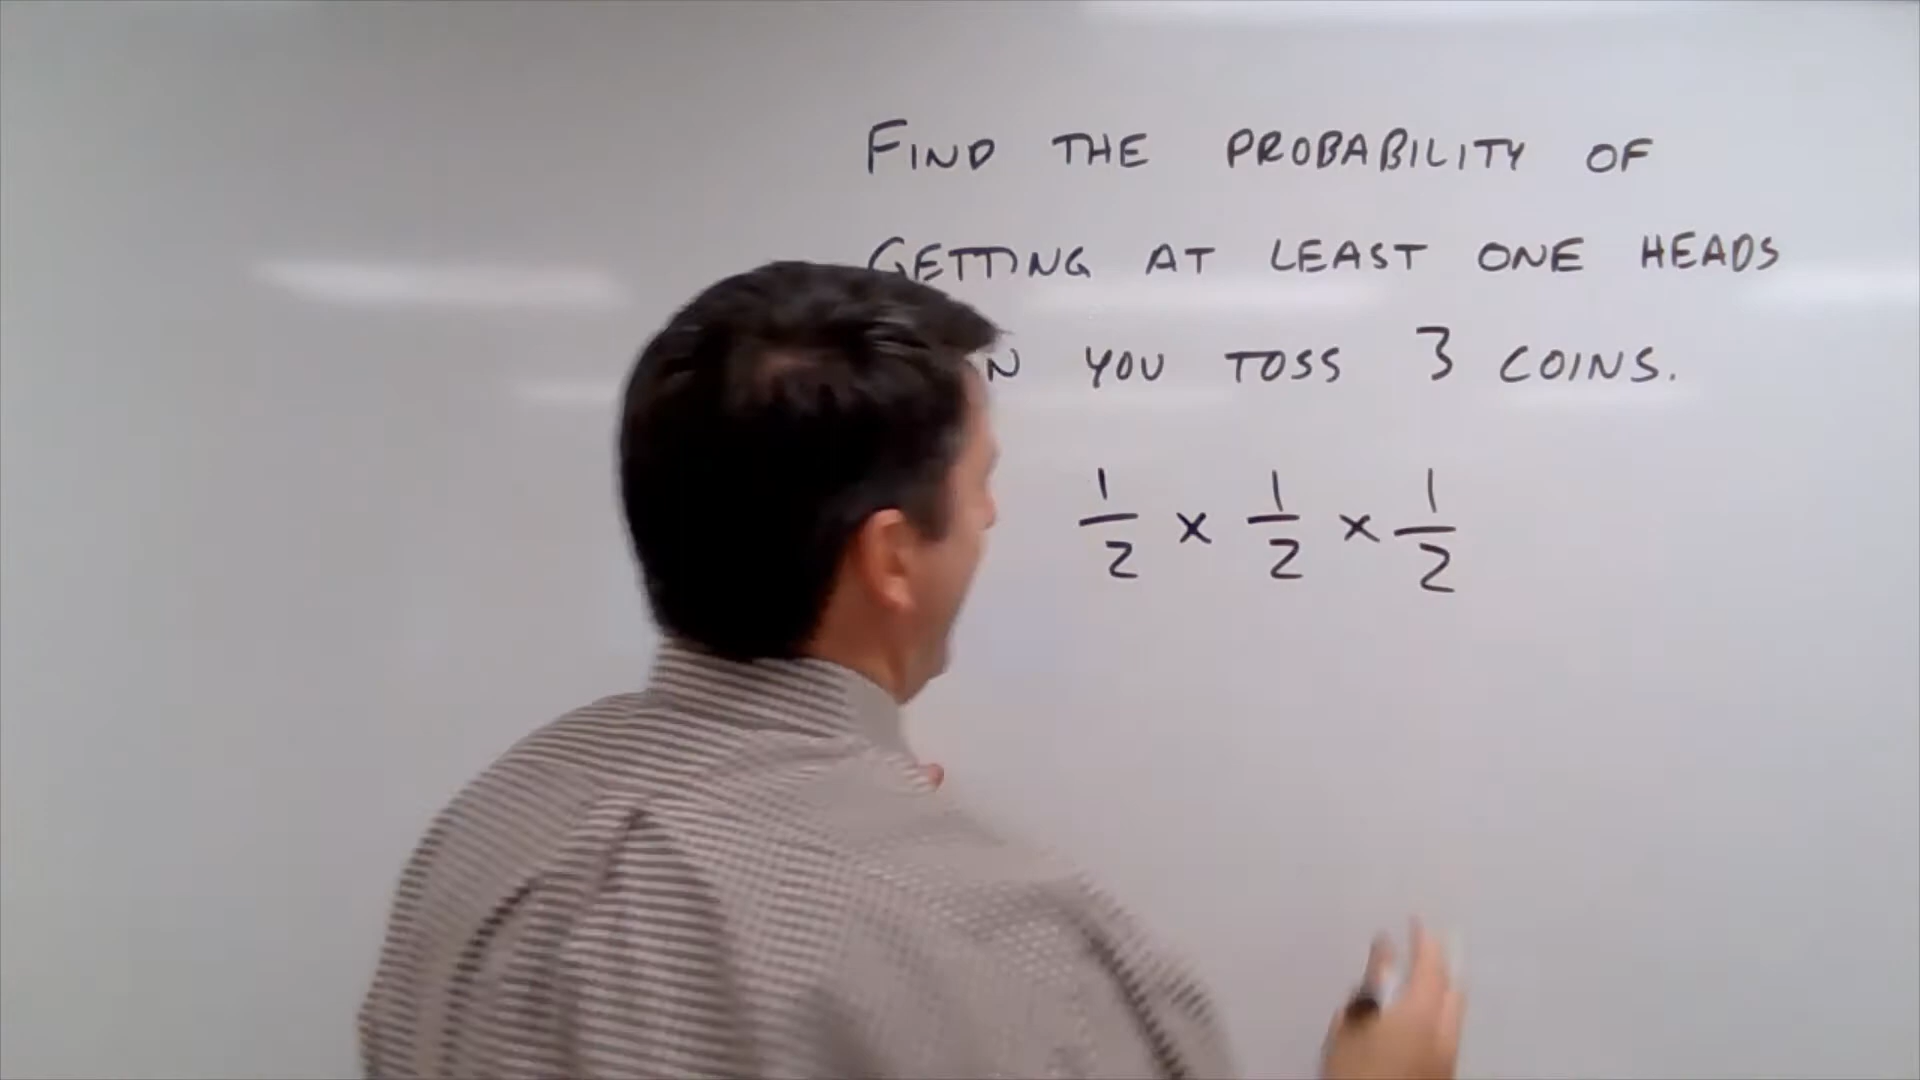 FIND THE PROBABILITY OF
GETTING AT LEAST ONE HEADS
N YOU TOSS 3 COINS.
1/2 × 1/2 × 1/2